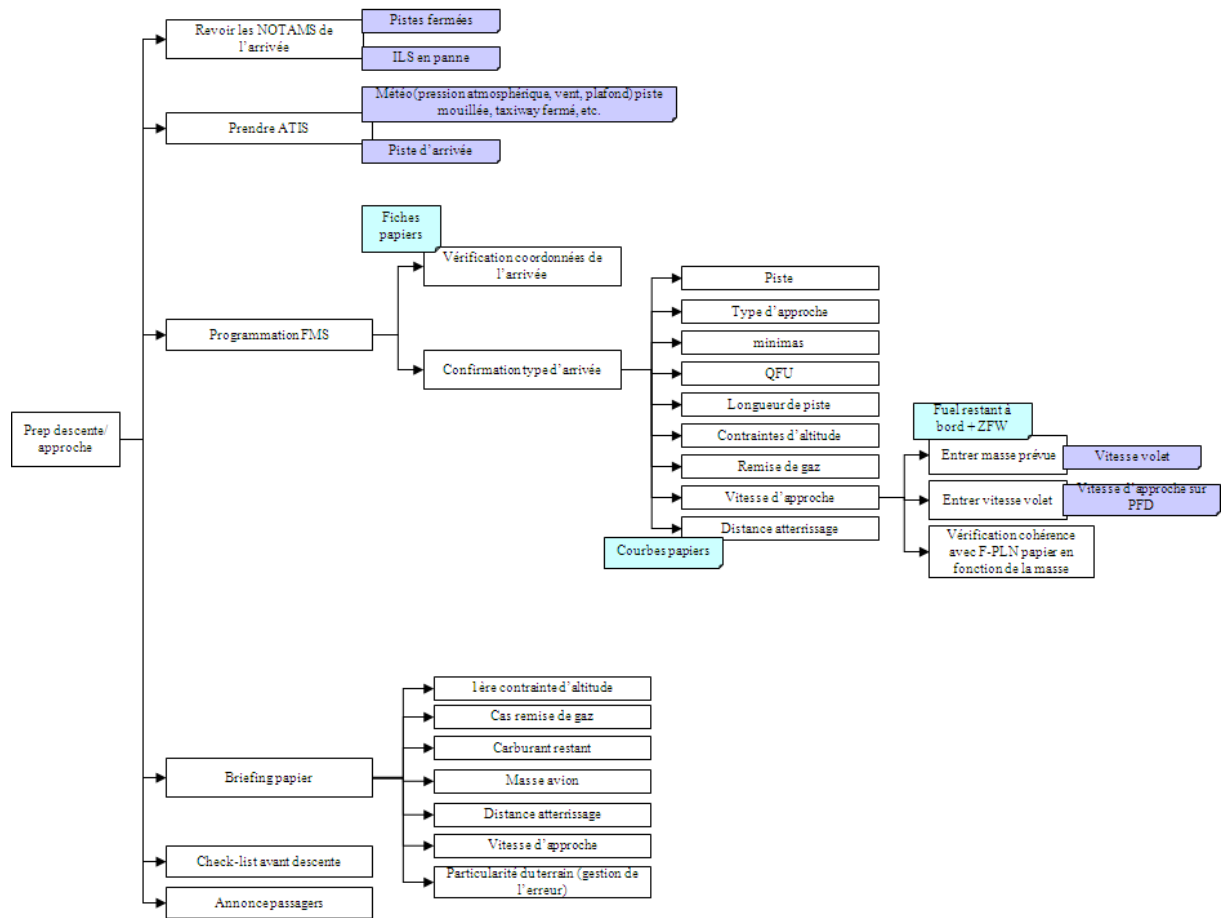 Pistes fermées
Revoir les NOTAMS de
l'arrivée
ILS en panne
Météo (pression atmosphérique, vent, plafond) piste
mouillée, taxiway fermé, etc.
Prendre ATIS
Piste d'arrivée
Fiches
papiers
Vérification coordonnées de
l'arrivée
Programmation FMS
Confirmation type d'arrivée
Piste
Type d'approche
minimas
QFU
Longueur de piste
Contraintes d'altitude
Remise de gaz
Vitesse d'approche
Distance atterrissage
Courbes papiers
Fuel restant à
bord + ZFW
Entrer masse prévue
Vitesse volet
Entrer vitesse volet
Vitesse d'approche sur
PFD
Vérification cohérence
avec F-PLN papier en
fonction de la masse
Prep descente/
approche
1ère contrainte d'altitude
Cas remise de gaz
Carburant restant
Briefing papier
Masse avion
Distance atterrissage
Vitesse d'approche
Particularité du terrain (gestion de
l'erreur)
Check-list avant descente
Annonce passagers